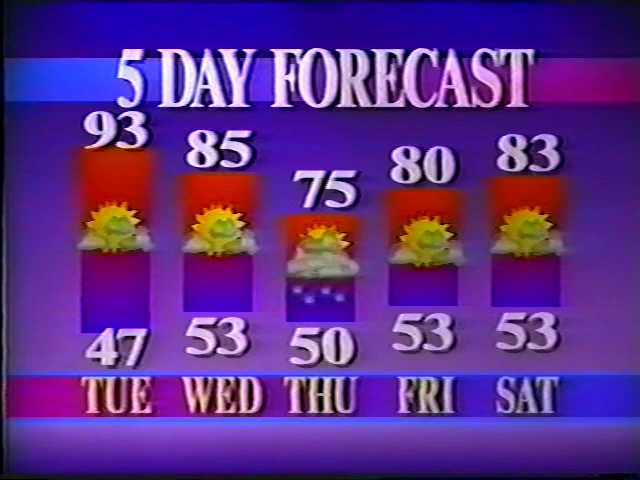 5 DAY FORECAST
93 85 75 80 83
47 53 50 53 53
TUE WED THU FRI SAT